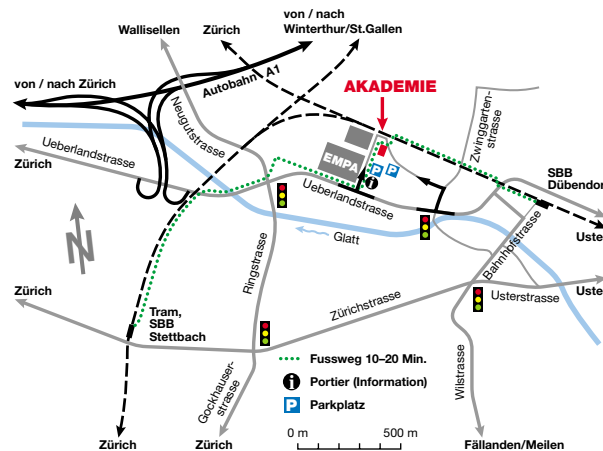 von / nach
Winterthur/St.Gallen
Zürich
Wallisellen
von / nach Zürich
Autobahn A1
AKADEMIE
Neugutstrasse
Zwinggarten-
strasse
EMPA
Ueberlandstrasse
Zürich
P P
i
Ueberlandstrasse
SBB
Dübendorf
Uster
N
Glatt
Bahnhofstrasse
Ringstrasse
Zürich
Tram,
SBB
Stettbach
Zürichstrasse
Usterstrasse
Uster
Fussweg 10–20 Min.
i Portier (Information)
P Parkplatz
Gockhauser-
strasse
Wilstrasse
0 m 500 m
Zürich
Zürich
Fällanden/Meilen